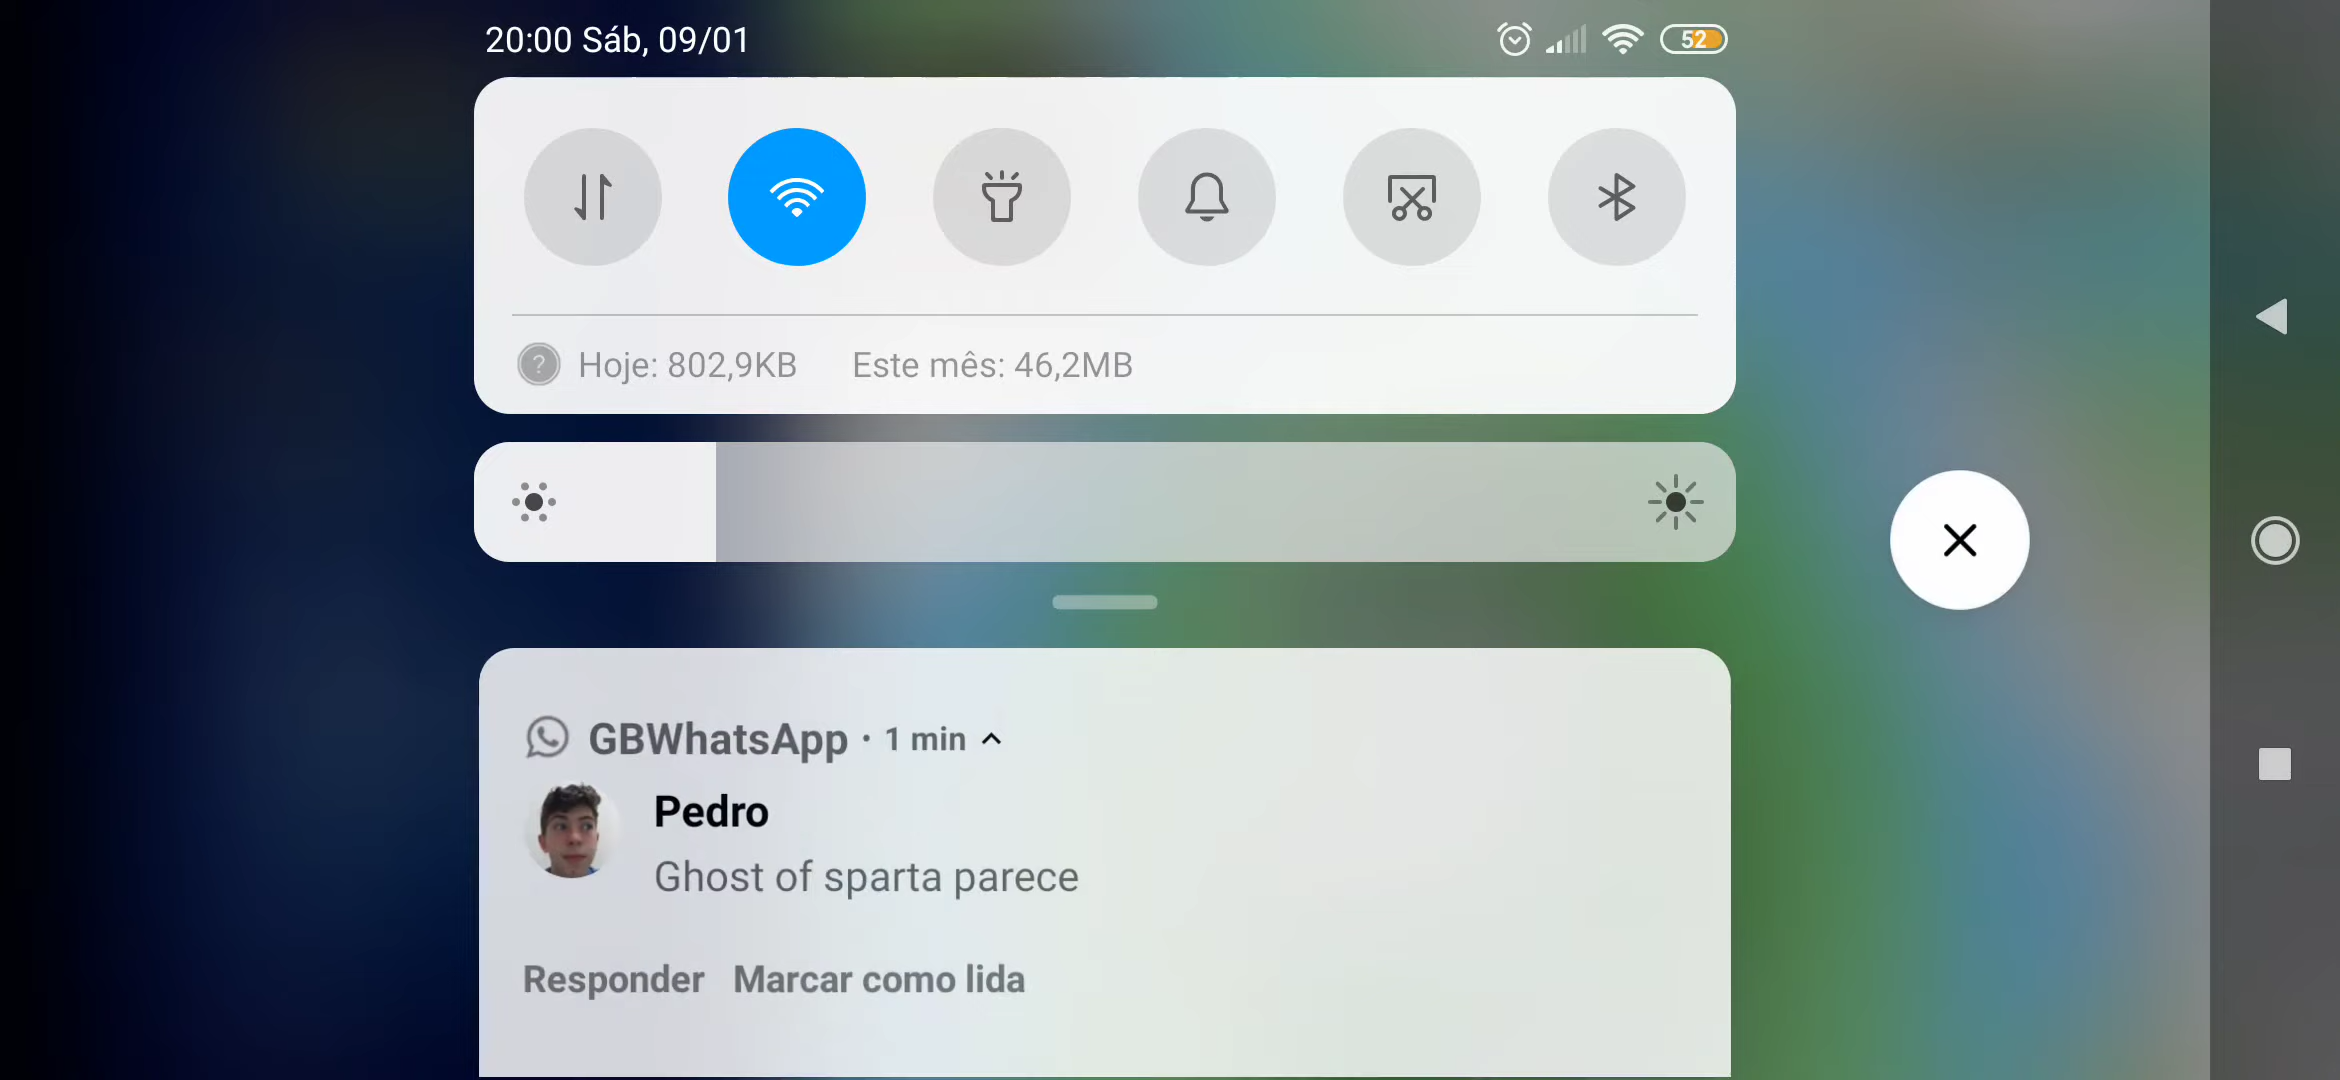 20:00 Sáb, 09/01
52
? Hoje: 802,9KB Este mês: 46,2MB
GBWhatsApp · 1 min
Pedro
Ghost of sparta parece
Responder Marcar como lida